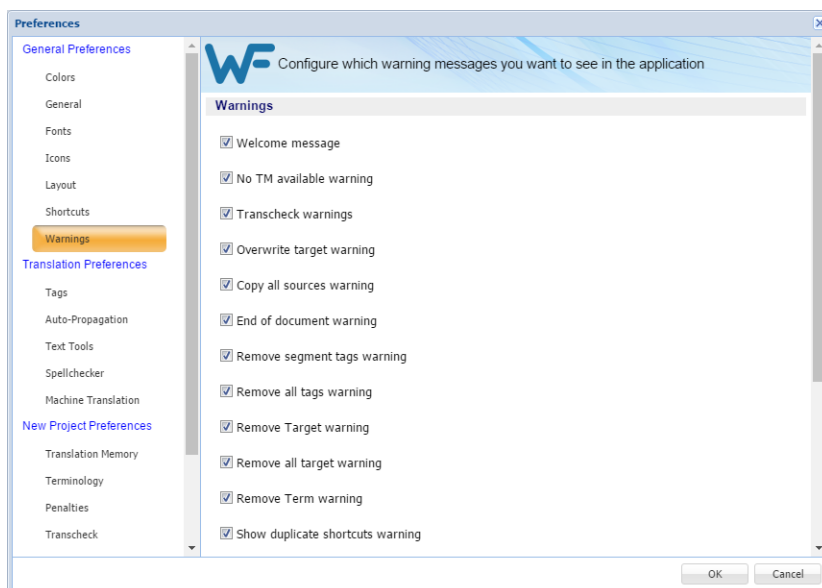 Preferences
General Preferences
Colors
General
Fonts
Icons
Layout
Shortcuts
Warnings
Translation Preferences
Tags
Auto-Propagation
Text Tools
Spellchecker
Machine Translation
New Project Preferences
Translation Memory
Terminology
Penalties
Transcheck
WF Configure which warning messages you want to see in the application
Warnings
Welcome message
No TM available warning
Transcheck warnings
Overwrite target warning
Copy all sources warning
End of document warning
Remove segment tags warning
Remove all tags warning
Remove Target warning
Remove all target warning
Remove Term warning
Show duplicate shortcuts warning
OK Cancel